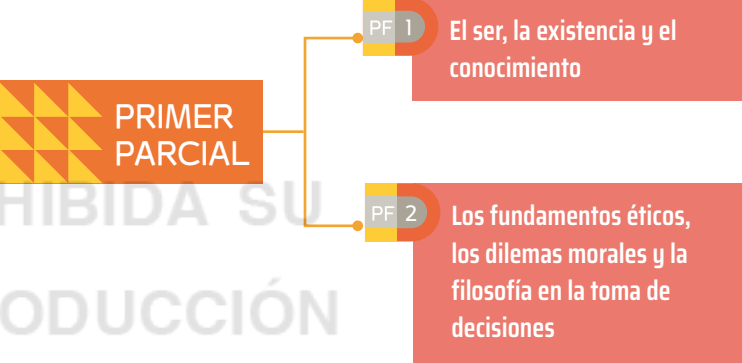 PF 1
El ser, la existencia y el
conocimiento
PRIMER
PARCIAL
HIBIDA SU
PF 2
Los fundamentos éticos,
los dilemas morales y la
filosofía en la toma de
decisiones
ODUCCIÓN